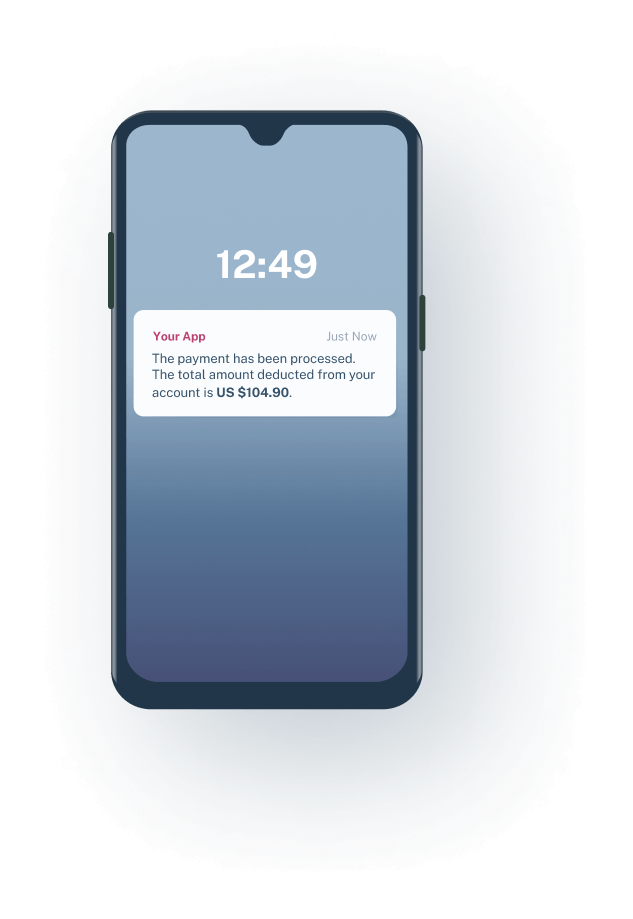 12:49
Your App Just Now
The payment has been processed.
The total amount deducted from your
account is US $104.90.